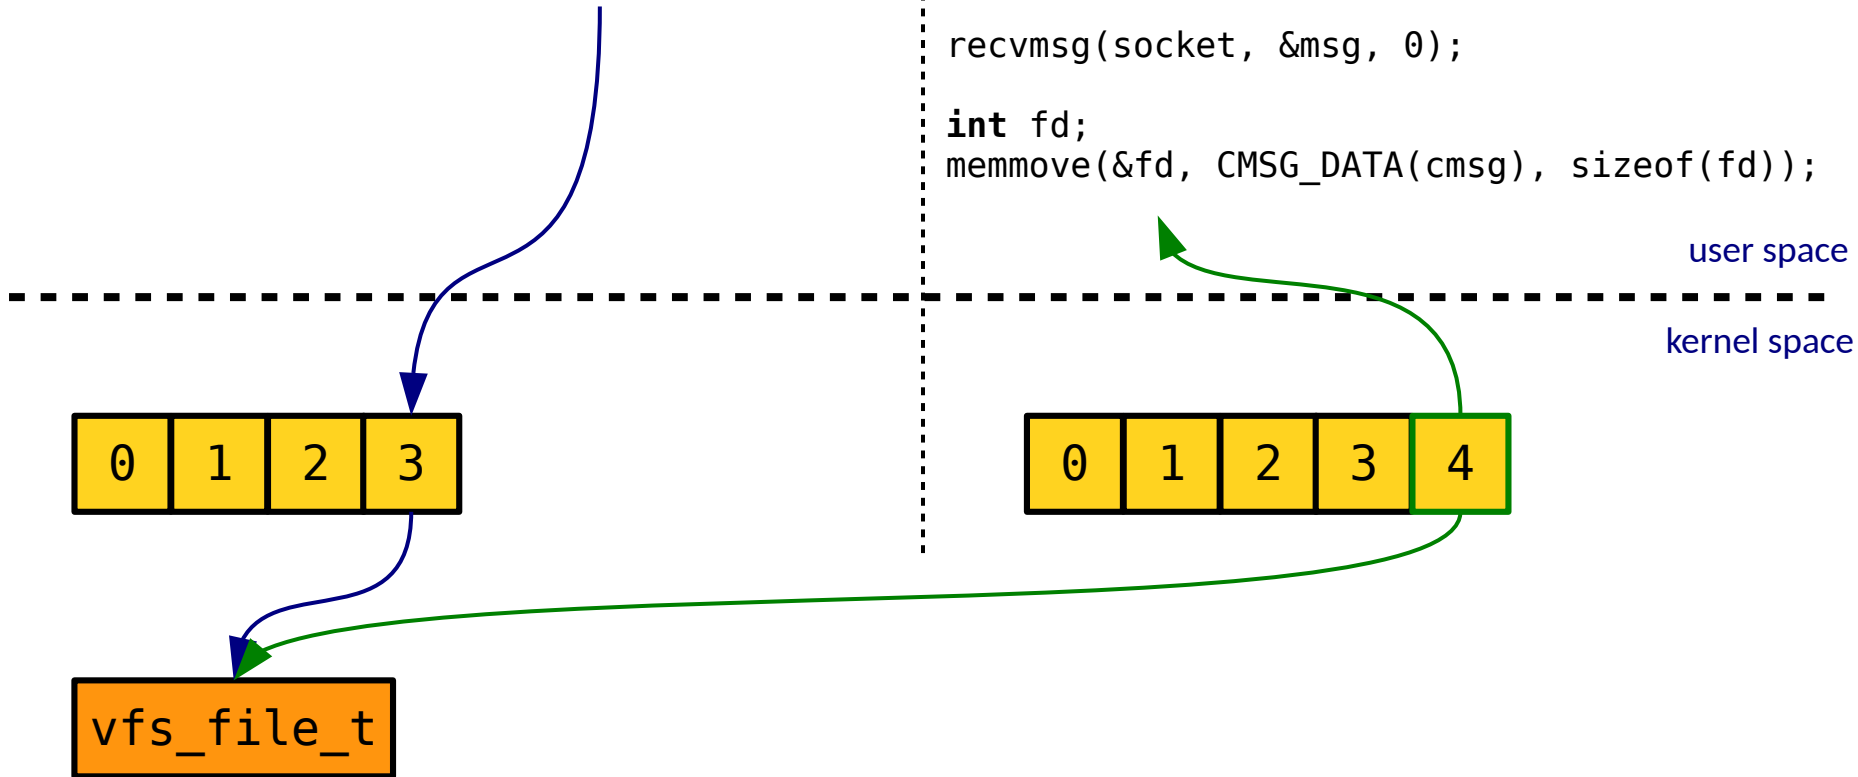 recvmsg(socket, &msg, 0);
int fd;
memmove(&fd, CMSG_DATA(cmsg), sizeof(fd));
user space
kernel space
0 1 2 3
0 1 2 3 4
vfs_file_t